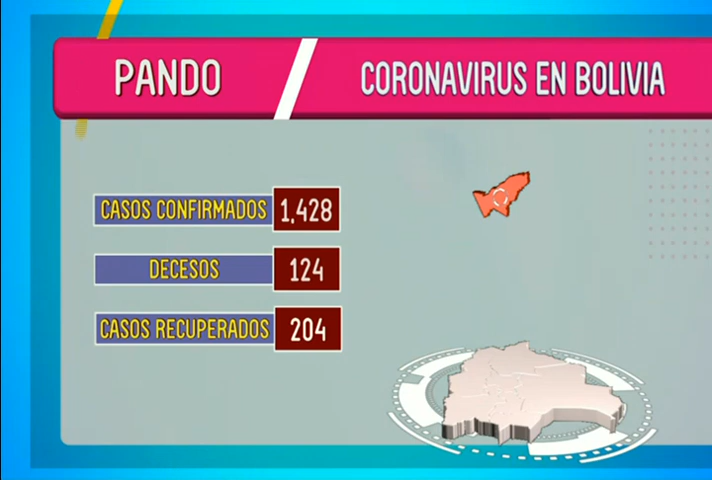 PANDO
CORONAVIRUS EN BOLIVIA
CASOS CONFIRMADOS 1,428
DECESOS 124
CASOS RECUPERADOS 204